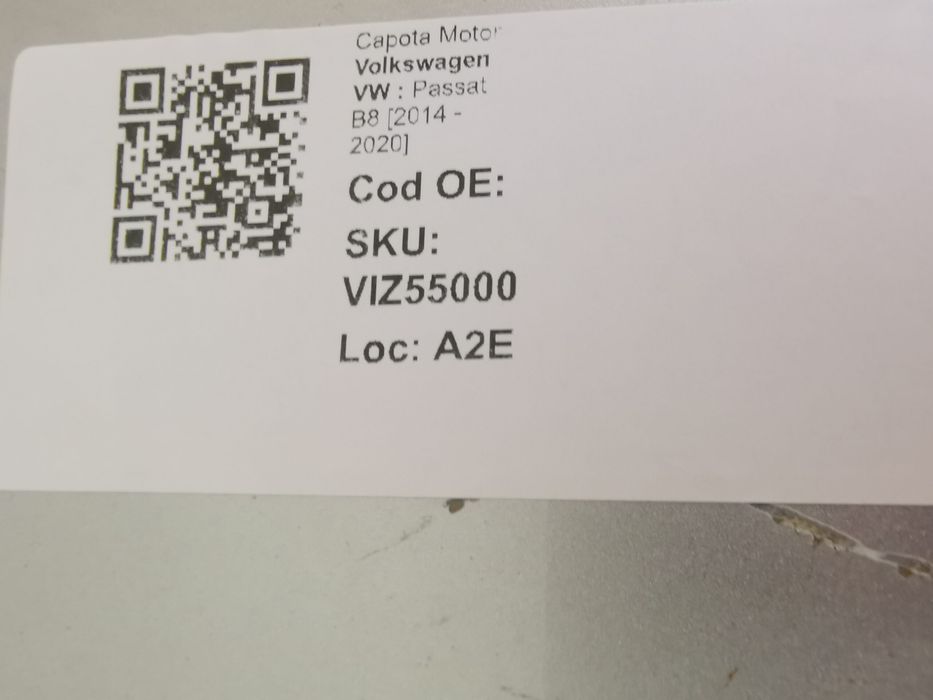 Capota Motor
Volkswagen
VW : Passat
B8 [2014 -
2020]
Cod OE:
SKU:
VIZ55000
Loc: A2E